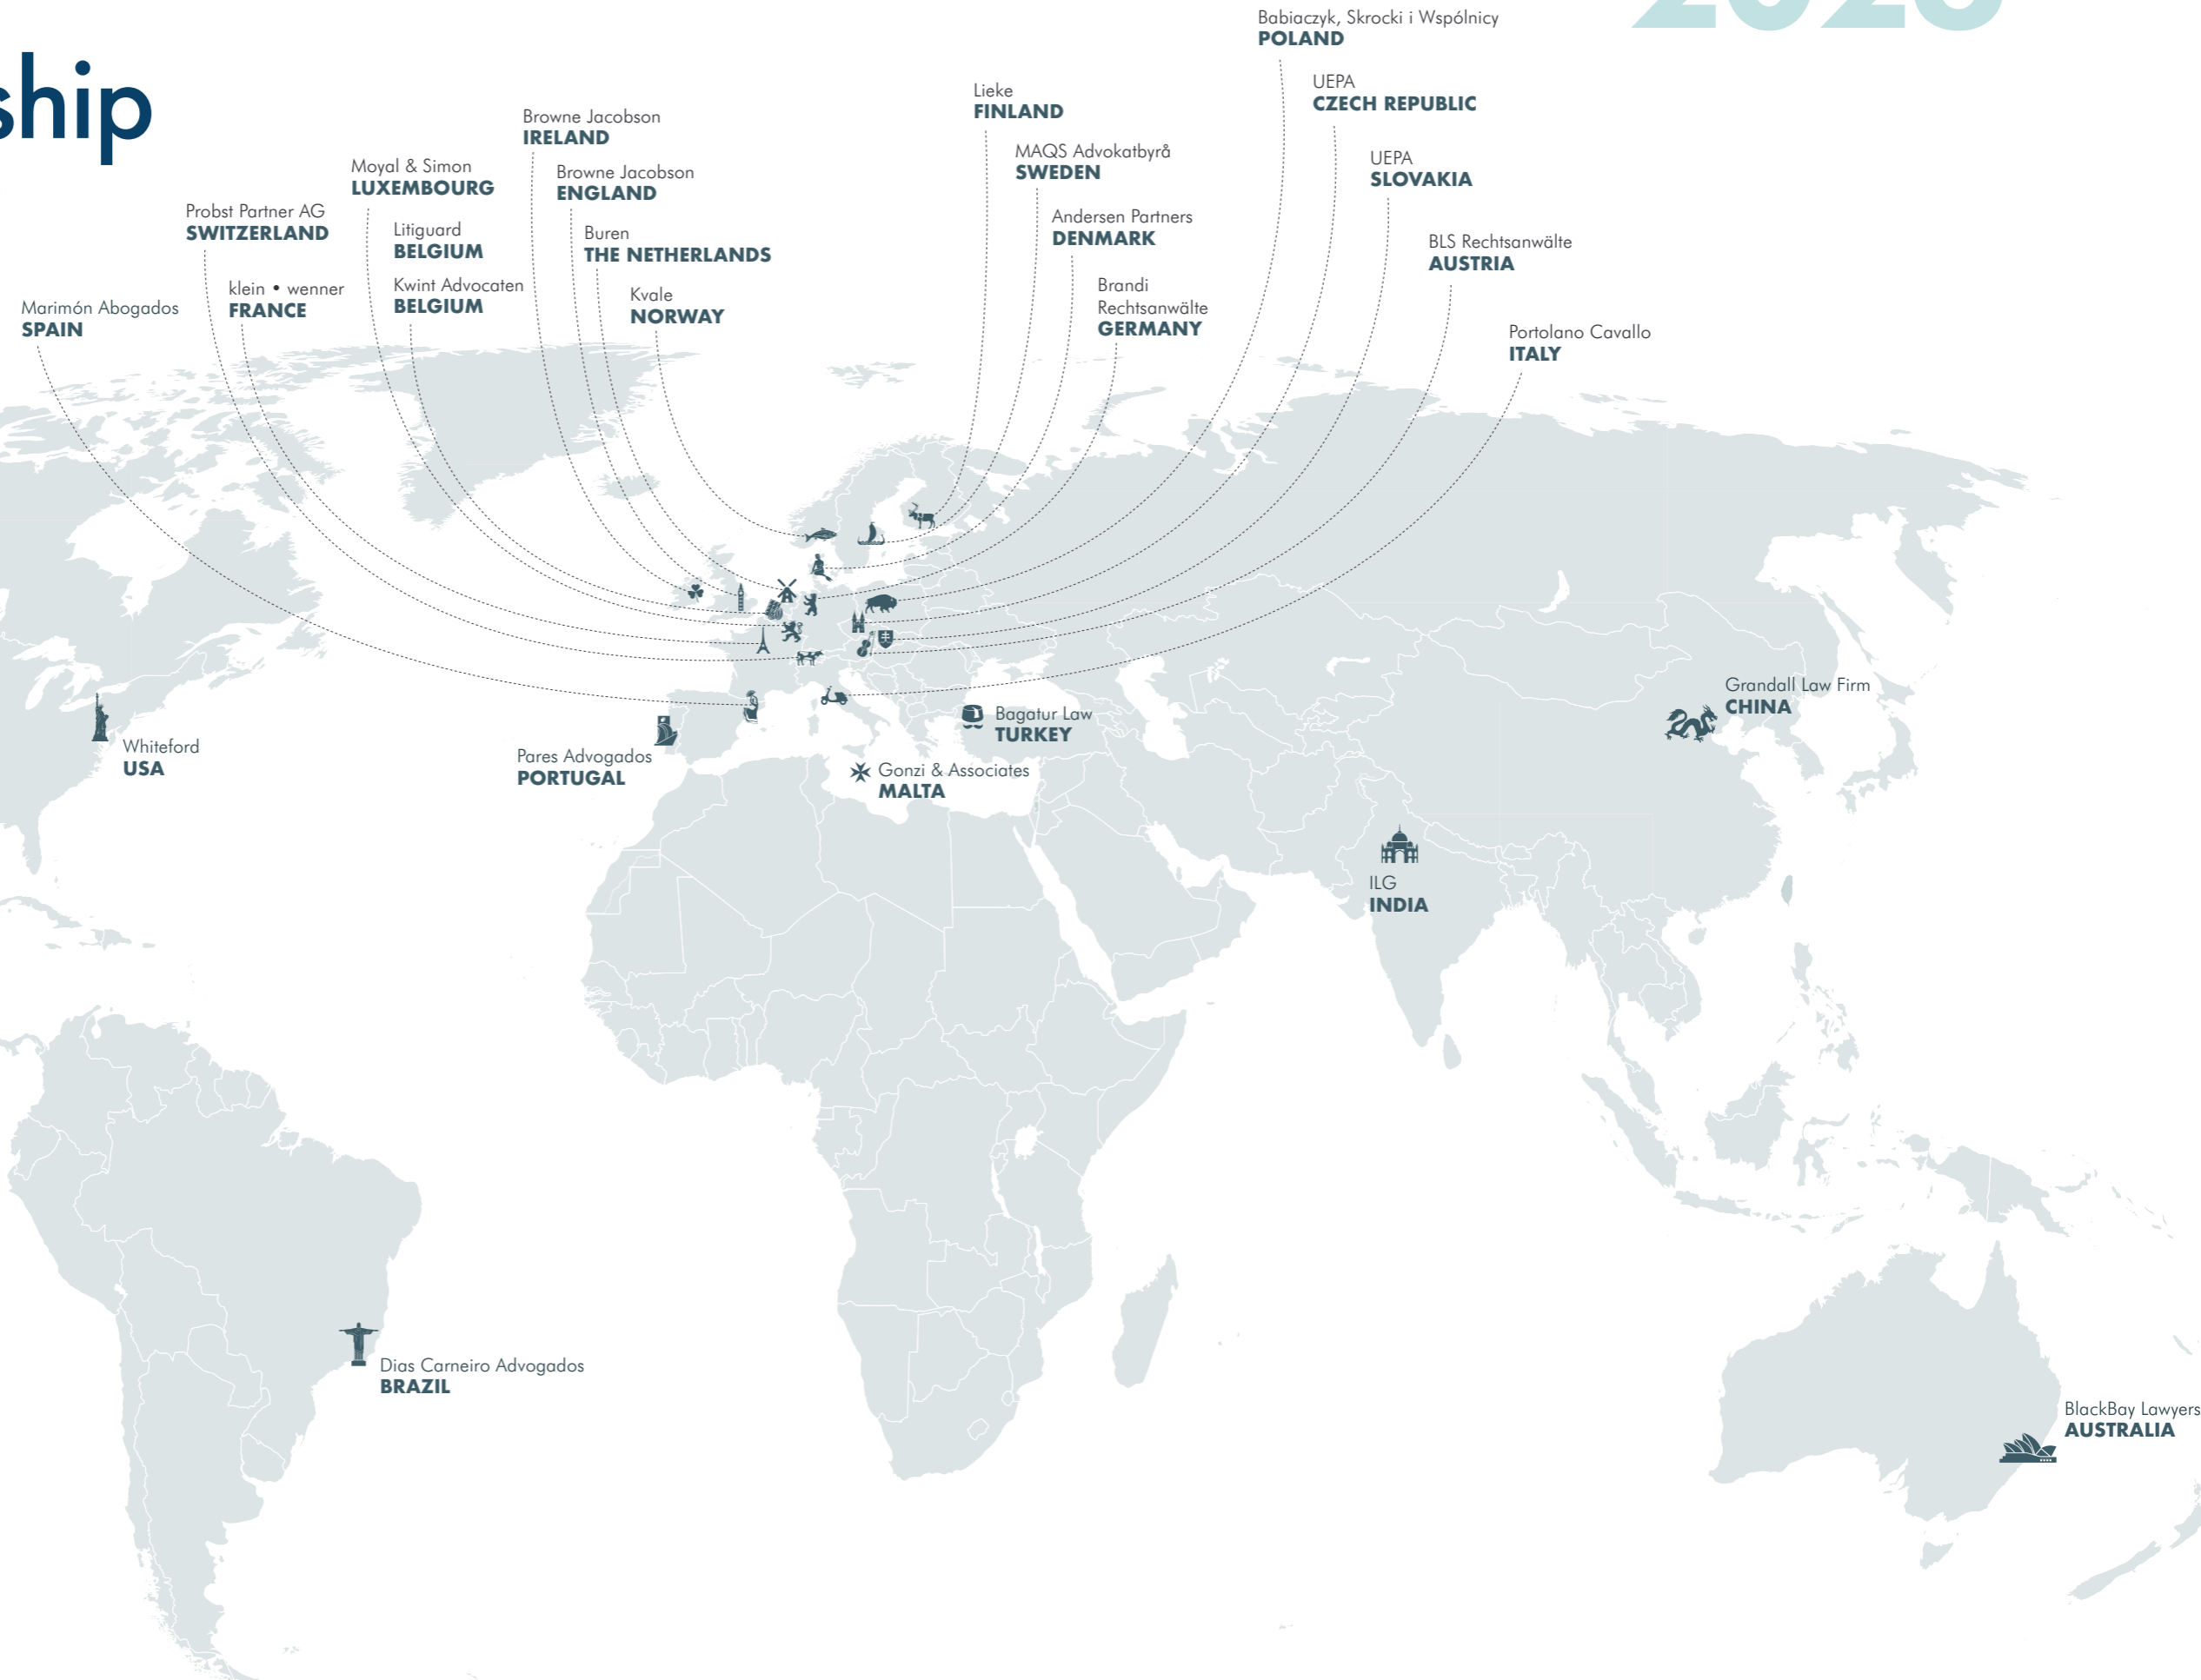 ship
Babiaczyk, Skrocki i Wspólnicy
POLAND
UEPA
CZECH REPUBLIC
Lieke
FINLAND
Browne Jacobson
IRELAND
MAQS Advokatbyrå
SWEDEN
UEPA
SLOVAKIA
Moyal & Simon
LUXEMBOURG
Browne Jacobson
ENGLAND
Probst Partner AG
SWITZERLAND
Andersen Partners
DENMARK
Litiguard
BELGIUM
Buren
THE NETHERLANDS
BLS Rechtsanwälte
AUSTRIA
klein • wenner
FRANCE
Kwint Advocaten
BELGIUM
Kvale
NORWAY
Brandi
Rechtsanwälte
GERMANY
Marimón Abogados
SPAIN
Portolano Cavallo
ITALY
Grandall Law Firm
CHINA
Bagatur Law
TURKEY
Whiteford
USA
Pares Advogados
PORTUGAL
Gonzi & Associates
MALTA
ILG
INDIA
Dias Carneiro Advogados
BRAZIL
BlackBay Lawyers
AUSTRALIA